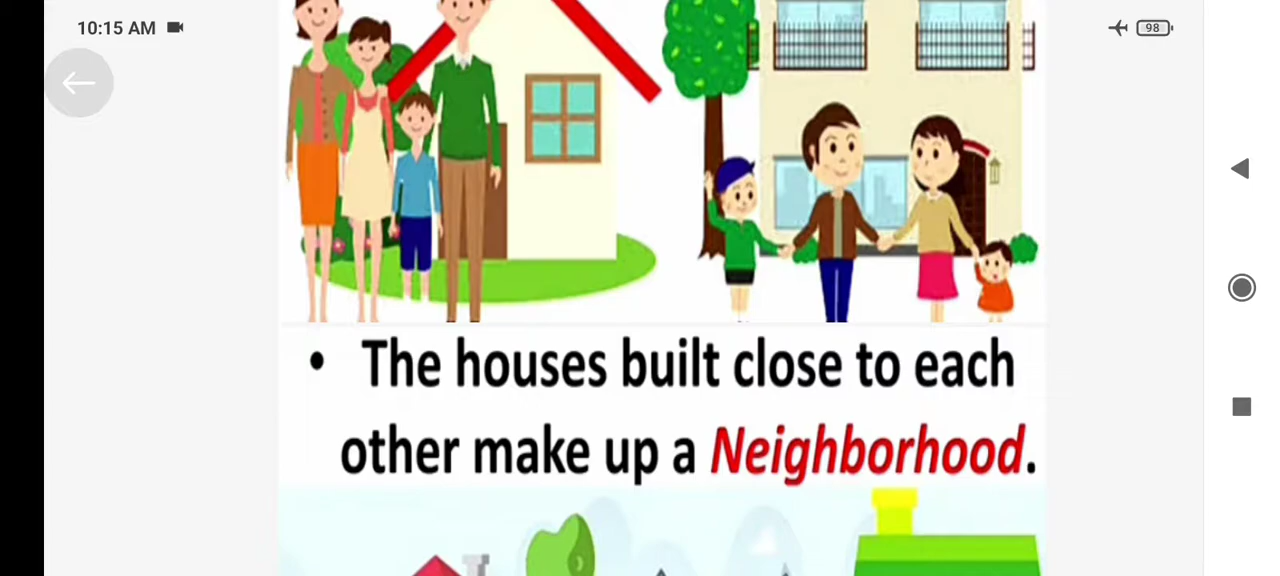 10:15 AM
98
• The houses built close to each
other make up a Neighborhood.